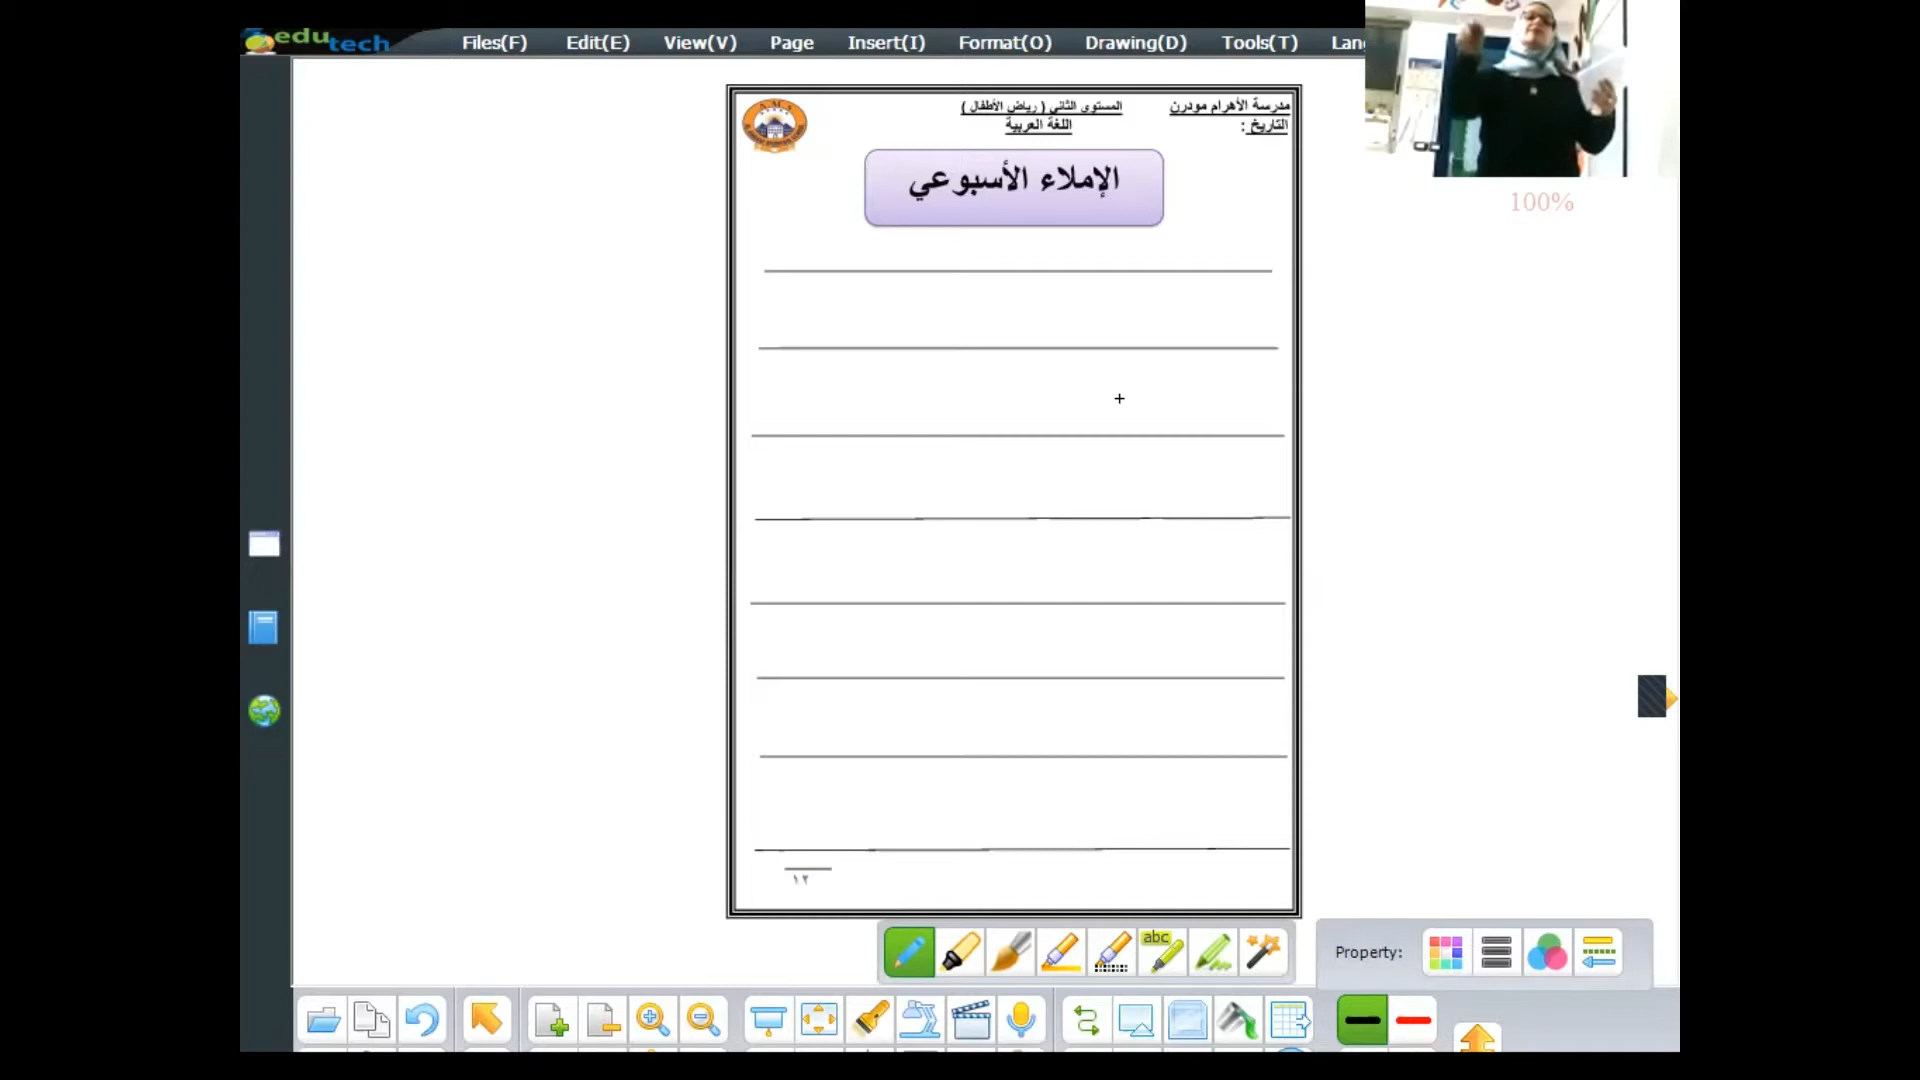 edutech
Files(F) Edit(E) View(V) Page Insert(I) Format(O) Drawing(D) Tools(T) Lan
مدرسة الأهرام مودرن
المستوى الثاني ( رياض الأطفال )
التاريخ :
اللغة العربية
A.M.S
الإملاء الأسبوعي
100%
١٢
abc
Property: